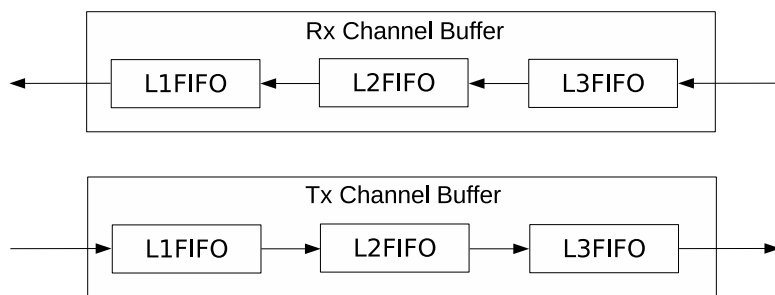 Rx Channel Buffer
L1FIFO L2FIFO L3FIFO
Tx Channel Buffer
L1FIFO L2FIFO L3FIFO